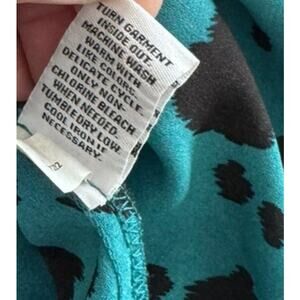 TURN GARMENT
INSIDE OUT.
MACHINE WASH
WARM WITH
LIKE COLORS.
DELICATE CYCLE.
ONLY NON-
CHLORINE BLEACH
WHEN NEEDED.
TUMBLE DRY LOW.
COOL IRON IF
NECESSARY.